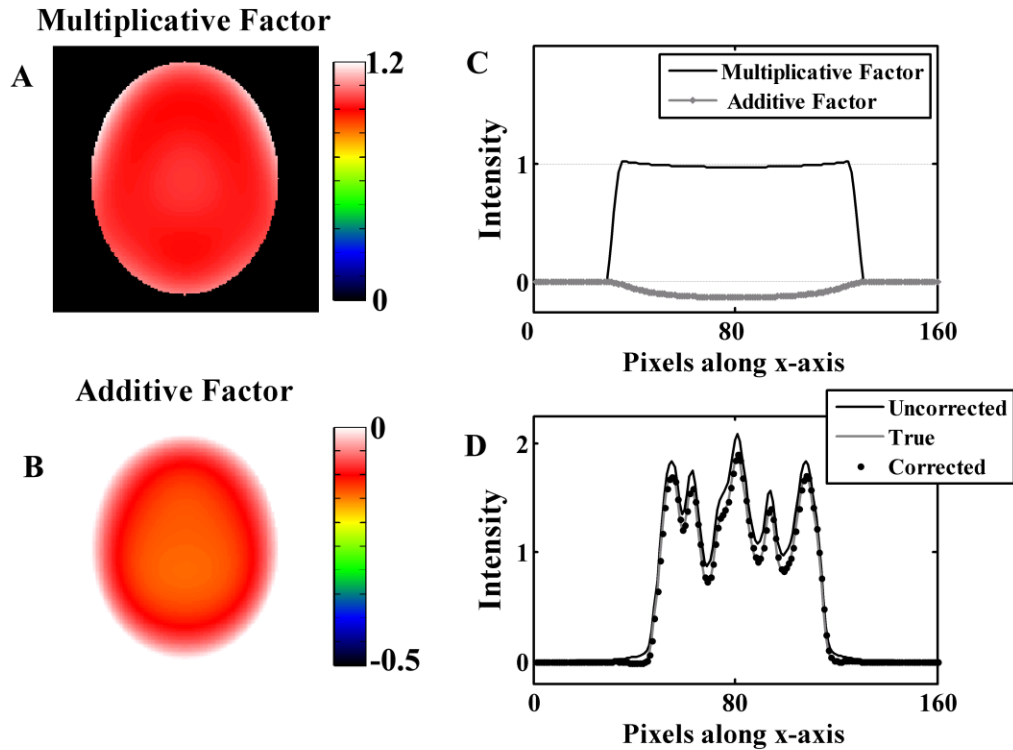 Multiplicative Factor
A
1.2
0
C
Multiplicative Factor
Additive Factor
Intensity
1
0
0
80
160
Pixels along x-axis
Additive Factor
B
0
-0.5
D
Uncorrected
True
Corrected
Intensity
2
1
0
0
80
160
Pixels along x-axis